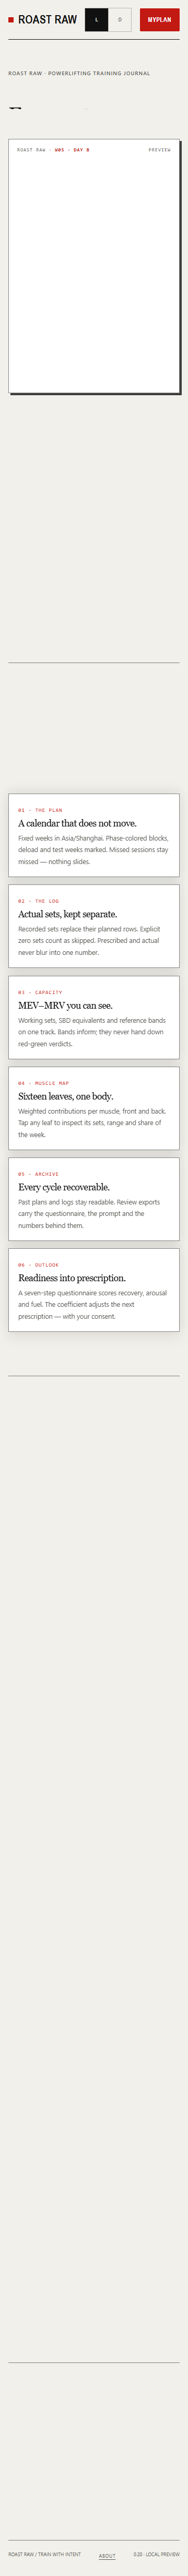 ROAST RAW
L
D
MYPLAN
ROAST RAW · POWERLIFTING TRAINING JOURNAL
ROAST RAW · W05 · DAY B
PREVIEW
01 · THE PLAN
A calendar that does not move.
Fixed weeks in Asia/Shanghai. Phase-colored blocks,
deload and test weeks marked. Missed sessions stay
missed — nothing slides.
02 · THE LOG
Actual sets, kept separate.
Recorded sets replace their planned rows. Explicit
zero sets count as skipped. Prescribed and actual
never blur into one number.
03 · CAPACITY
MEV–MRV you can see.
Working sets, SBD equivalents and reference bands
on one track. Bands inform; they never hand down
red-green verdicts.
04 · MUSCLE MAP
Sixteen leaves, one body.
Weighted contributions per muscle, front and back.
Tap any leaf to inspect its sets, range and share of
the week.
05 · ARCHIVE
Every cycle recoverable.
Past plans and logs stay readable. Review exports
carry the questionnaire, the prompt and the
numbers behind them.
06 · OUTLOOK
Readiness into prescription.
A seven-step questionnaire scores recovery, arousal
and fuel. The coefficient adjusts the next
prescription — with your consent.
ROAST RAW / TRAIN WITH INTENT
ABOUT
0.20 · LOCAL PREVIEW